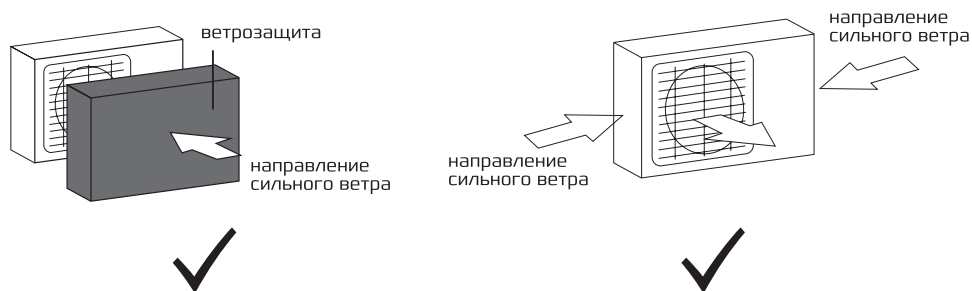 ветрозащита
направление
сильного ветра
направление
сильного ветра
направление
сильного ветра